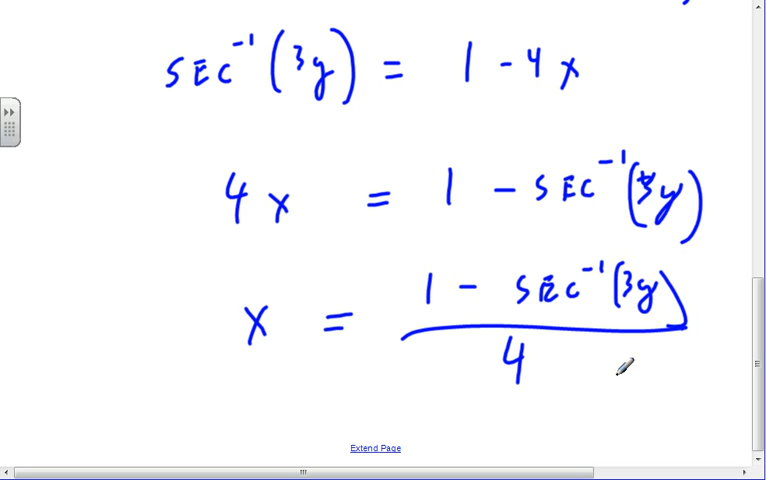 SEC⁻¹(3y) = 1 - 4x
4x = 1 - SEC⁻¹(3y)
x = (1 - SEC⁻¹(3y)) / 4
Extend Page